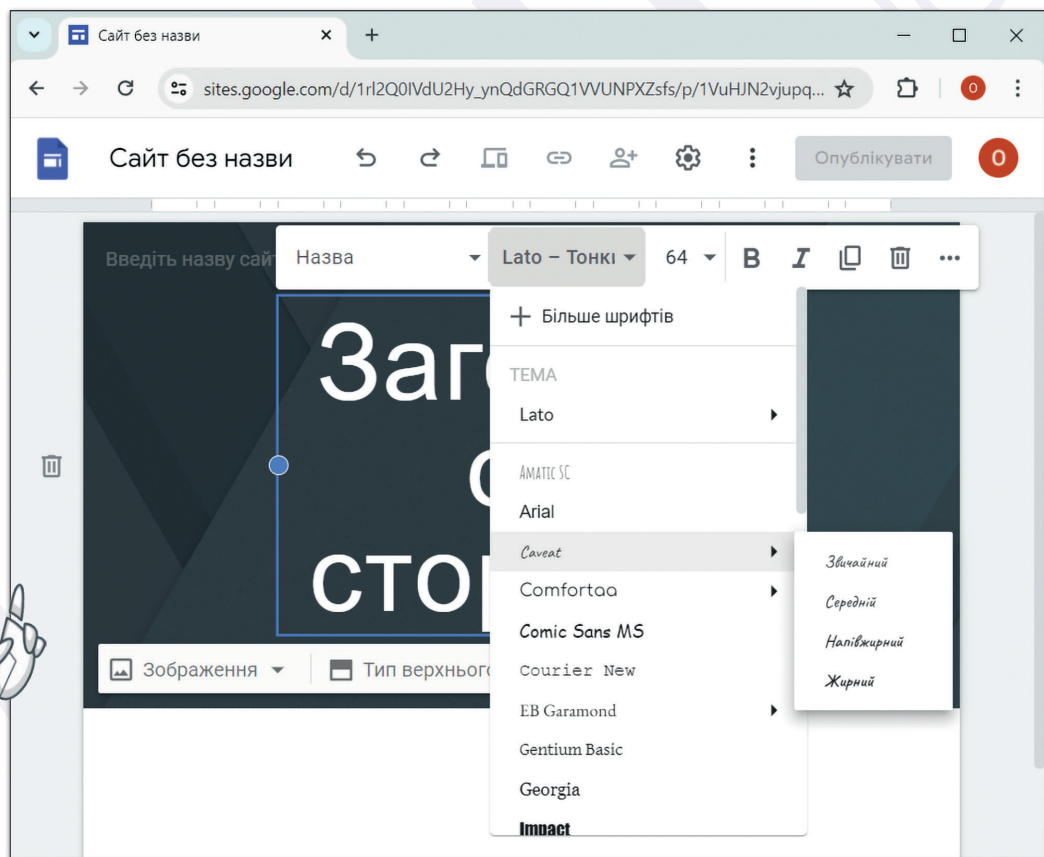 Сайт без назви
sites.google.com/d/1rl2Q0IVdU2Hy_ynQdGRGQ1VVUNPXZsfs/p/1VuHJN2vjupq...
О
Сайт без назви
Опублікувати
О
Введіть назву сай
Назва
Lato – Тонкі
64
B
I
Заг
с
стор
Більше шрифтів
ТЕМА
Lato
Amatic SC
Arial
Caveat
Comfortaa
Comic Sans MS
Courier New
EB Garamond
Gentium Basic
Georgia
Impact
Звичайний
Середній
Напівжирний
Жирний
Зображення
Тип верхнього